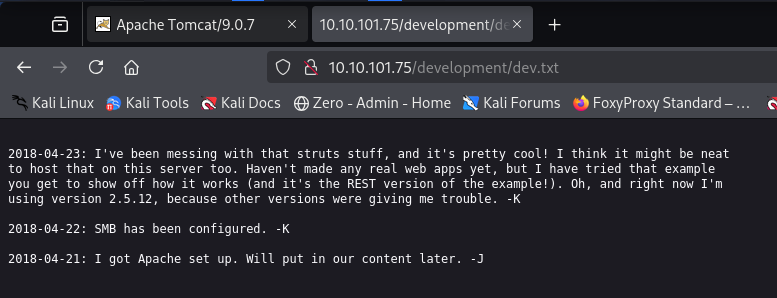 Apache Tomcat/9.0.7
10.10.101.75/development/de
10.10.101.75/development/dev.txt
Kali Linux
Kali Tools
Kali Docs
Zero - Admin - Home
Kali Forums
FoxyProxy Standard – …
2018-04-23: I've been messing with that struts stuff, and it's pretty cool! I think it might be neat
to host that on this server too. Haven't made any real web apps yet, but I have tried that example
you get to show off how it works (and it's the REST version of the example!). Oh, and right now I'm
using version 2.5.12, because other versions were giving me trouble. -K
2018-04-22: SMB has been configured. -K
2018-04-21: I got Apache set up. Will put in our content later. -J